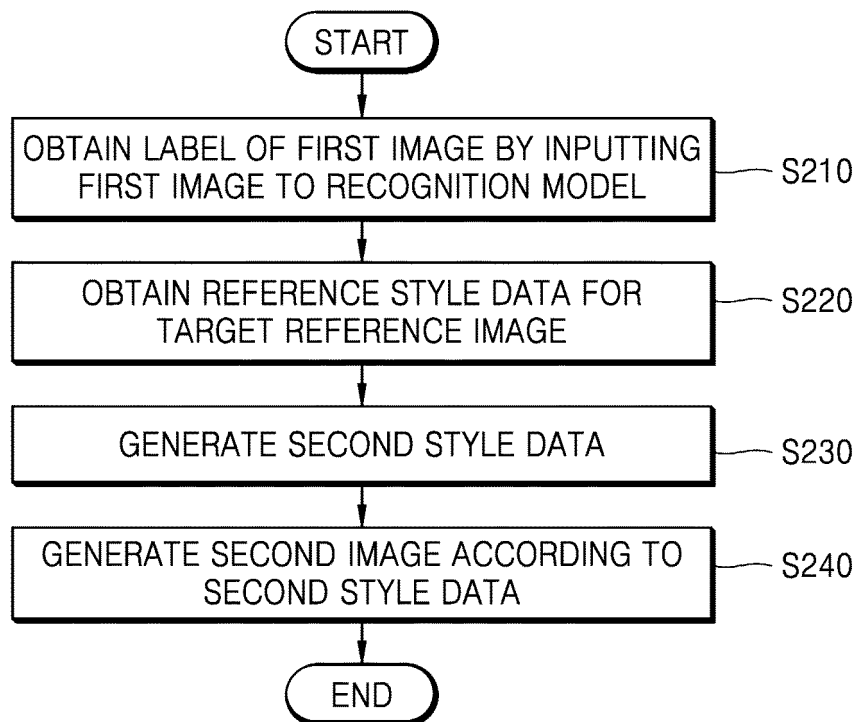 START
OBTAIN LABEL OF FIRST IMAGE BY INPUTTING
FIRST IMAGE TO RECOGNITION MODEL
S210
OBTAIN REFERENCE STYLE DATA FOR
TARGET REFERENCE IMAGE
S220
GENERATE SECOND STYLE DATA
S230
GENERATE SECOND IMAGE ACCORDING TO
SECOND STYLE DATA
S240
END